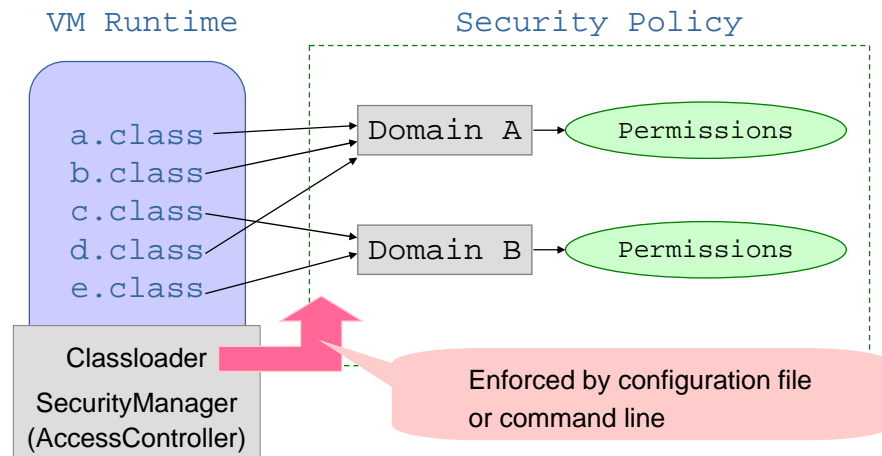 VM Runtime
Security Policy
a.class
b.class
c.class
d.class
e.class
Domain A
Permissions
Domain B
Permissions
Classloader
SecurityManager
(AccessController)
Enforced by configuration file
or command line